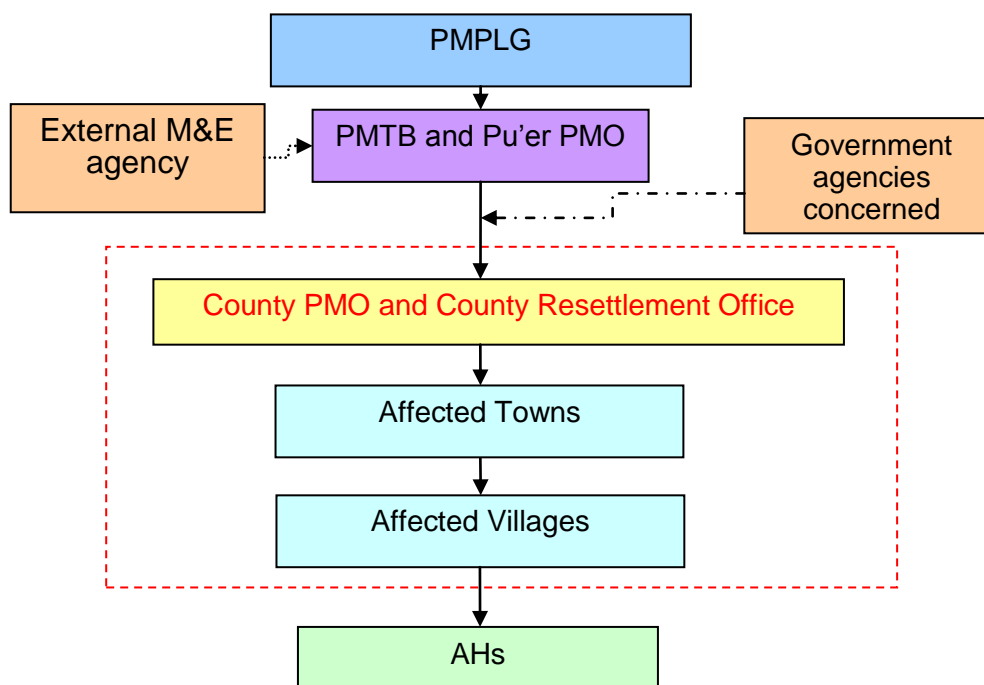 PMPLG
External M&E
agency
PMTB and Pu’er PMO
Government
agencies
concerned
County PMO and County Resettlement Office
Affected Towns
Affected Villages
AHs